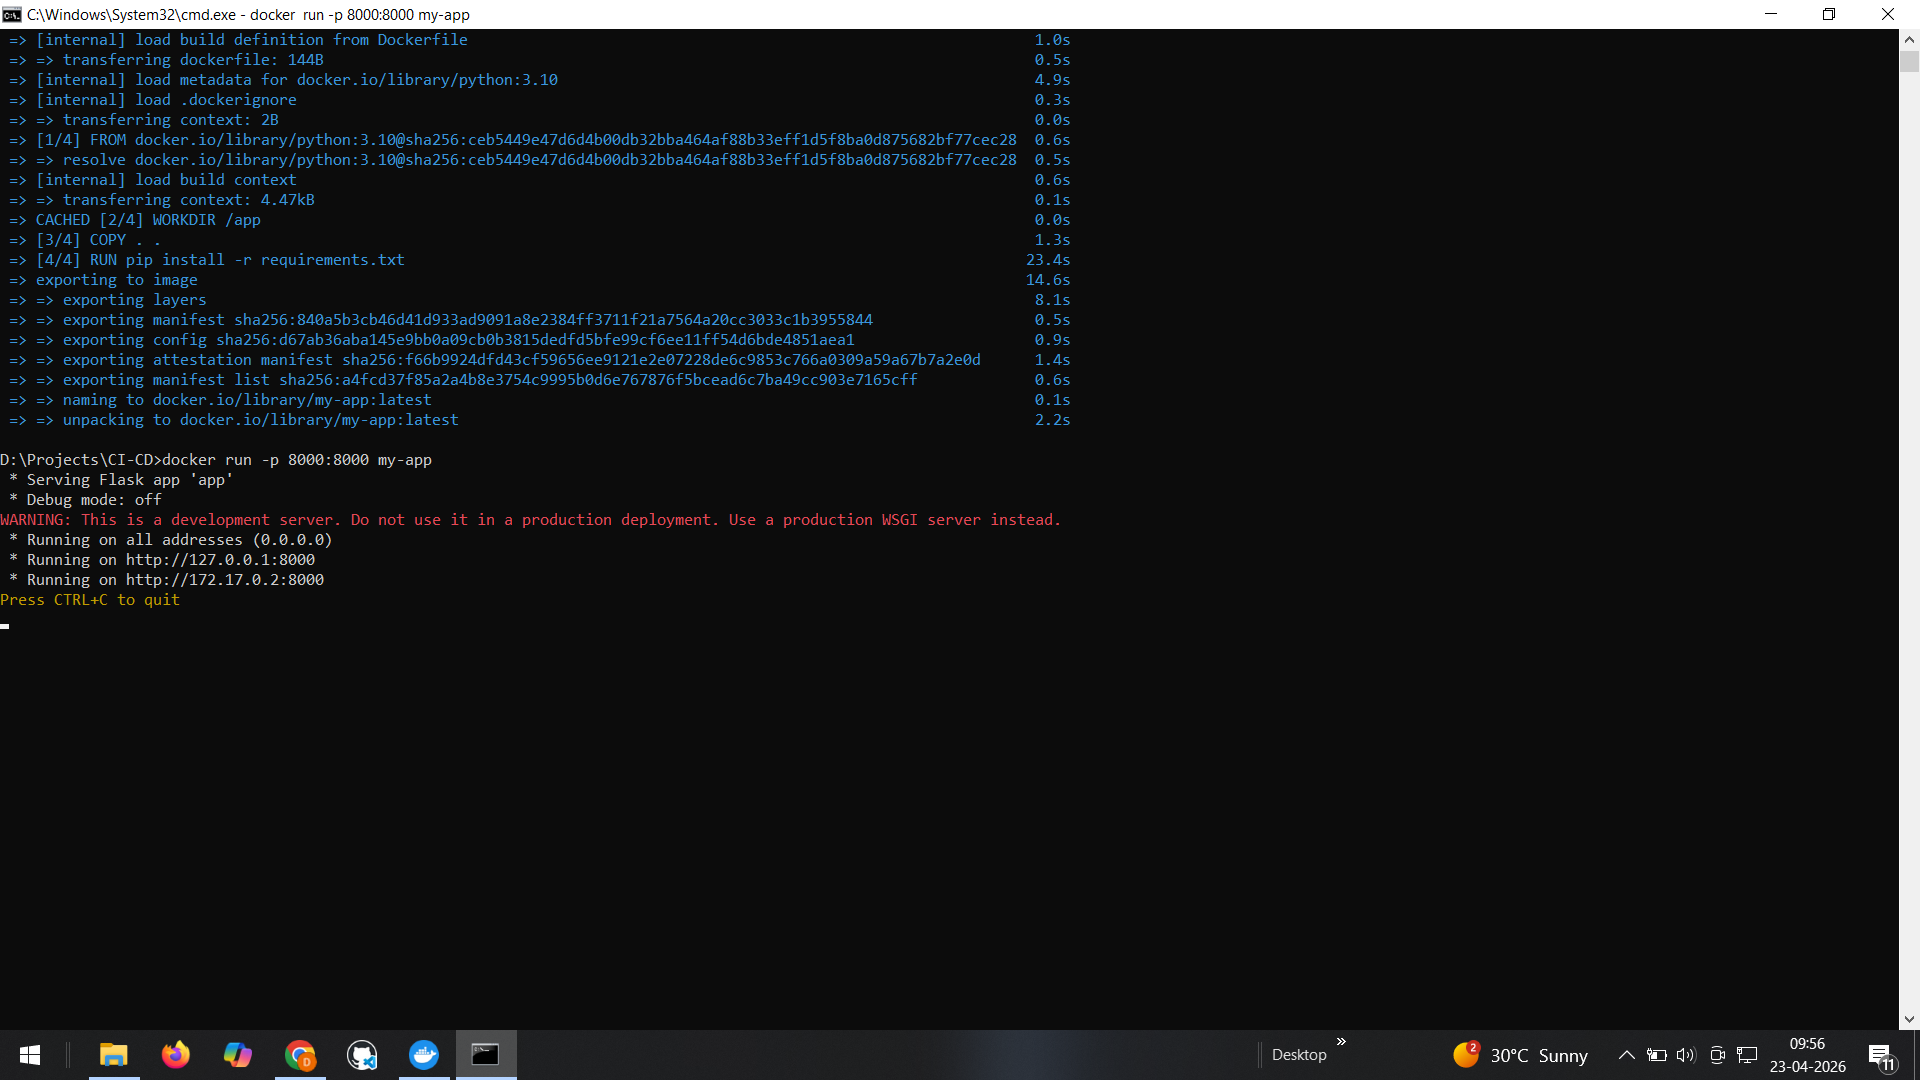 C:\Windows\System32\cmd.exe - docker  run -p 8000:8000 my-app
=> [internal] load build definition from Dockerfile 1.0s
=> => transferring dockerfile: 144B 0.5s
=> [internal] load metadata for docker.io/library/python:3.10 4.9s
=> [internal] load .dockerignore 0.3s
=> => transferring context: 2B 0.0s
=> [1/4] FROM docker.io/library/python:3.10@sha256:ceb5449e47d6d4b00db32bba464af88b33eff1d5f8ba0d875682bf77cec28 0.6s
=> => resolve docker.io/library/python:3.10@sha256:ceb5449e47d6d4b00db32bba464af88b33eff1d5f8ba0d875682bf77cec28 0.5s
=> [internal] load build context 0.6s
=> => transferring context: 4.47kB 0.1s
=> CACHED [2/4] WORKDIR /app 0.0s
=> [3/4] COPY . . 1.3s
=> [4/4] RUN pip install -r requirements.txt 23.4s
=> exporting to image 14.6s
=> => exporting layers 8.1s
=> => exporting manifest sha256:840a5b3cb46d41d933ad9091a8e2384ff3711f21a7564a20cc3033c1b3955844 0.5s
=> => exporting config sha256:d67ab36aba145e9bb0a09cb0b3815dedfd5bfe99cf6ee11ff54d6bde4851aea1 0.9s
=> => exporting attestation manifest sha256:f66b9924dfd43cf59656ee9121e2e07228de6c9853c766a0309a59a67b7a2e0d 1.4s
=> => exporting manifest list sha256:a4fcd37f85a2a4b8e3754c9995b0d6e767876f5bcead6c7ba49cc903e7165cff 0.6s
=> => naming to docker.io/library/my-app:latest 0.1s
=> => unpacking to docker.io/library/my-app:latest 2.2s
D:\Projects\CI-CD>docker run -p 8000:8000 my-app
* Serving Flask app 'app'
* Debug mode: off
WARNING: This is a development server. Do not use it in a production deployment. Use a production WSGI server instead.
* Running on all addresses (0.0.0.0)
* Running on http://127.0.0.1:8000
* Running on http://172.17.0.2:8000
Press CTRL+C to quit
Desktop
2
30°C Sunny
09:56
23-04-2026
11